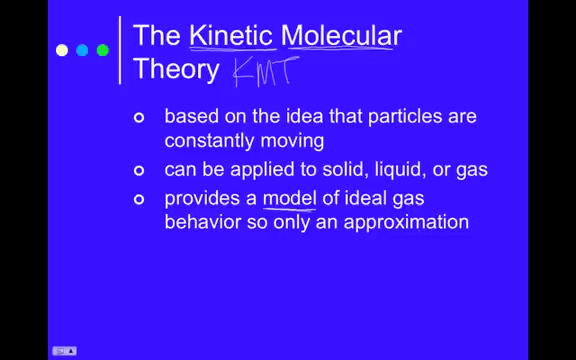 The Kinetic Molecular
Theory KMT
based on the idea that particles are
constantly moving
can be applied to solid, liquid, or gas
provides a model of ideal gas
behavior so only an approximation